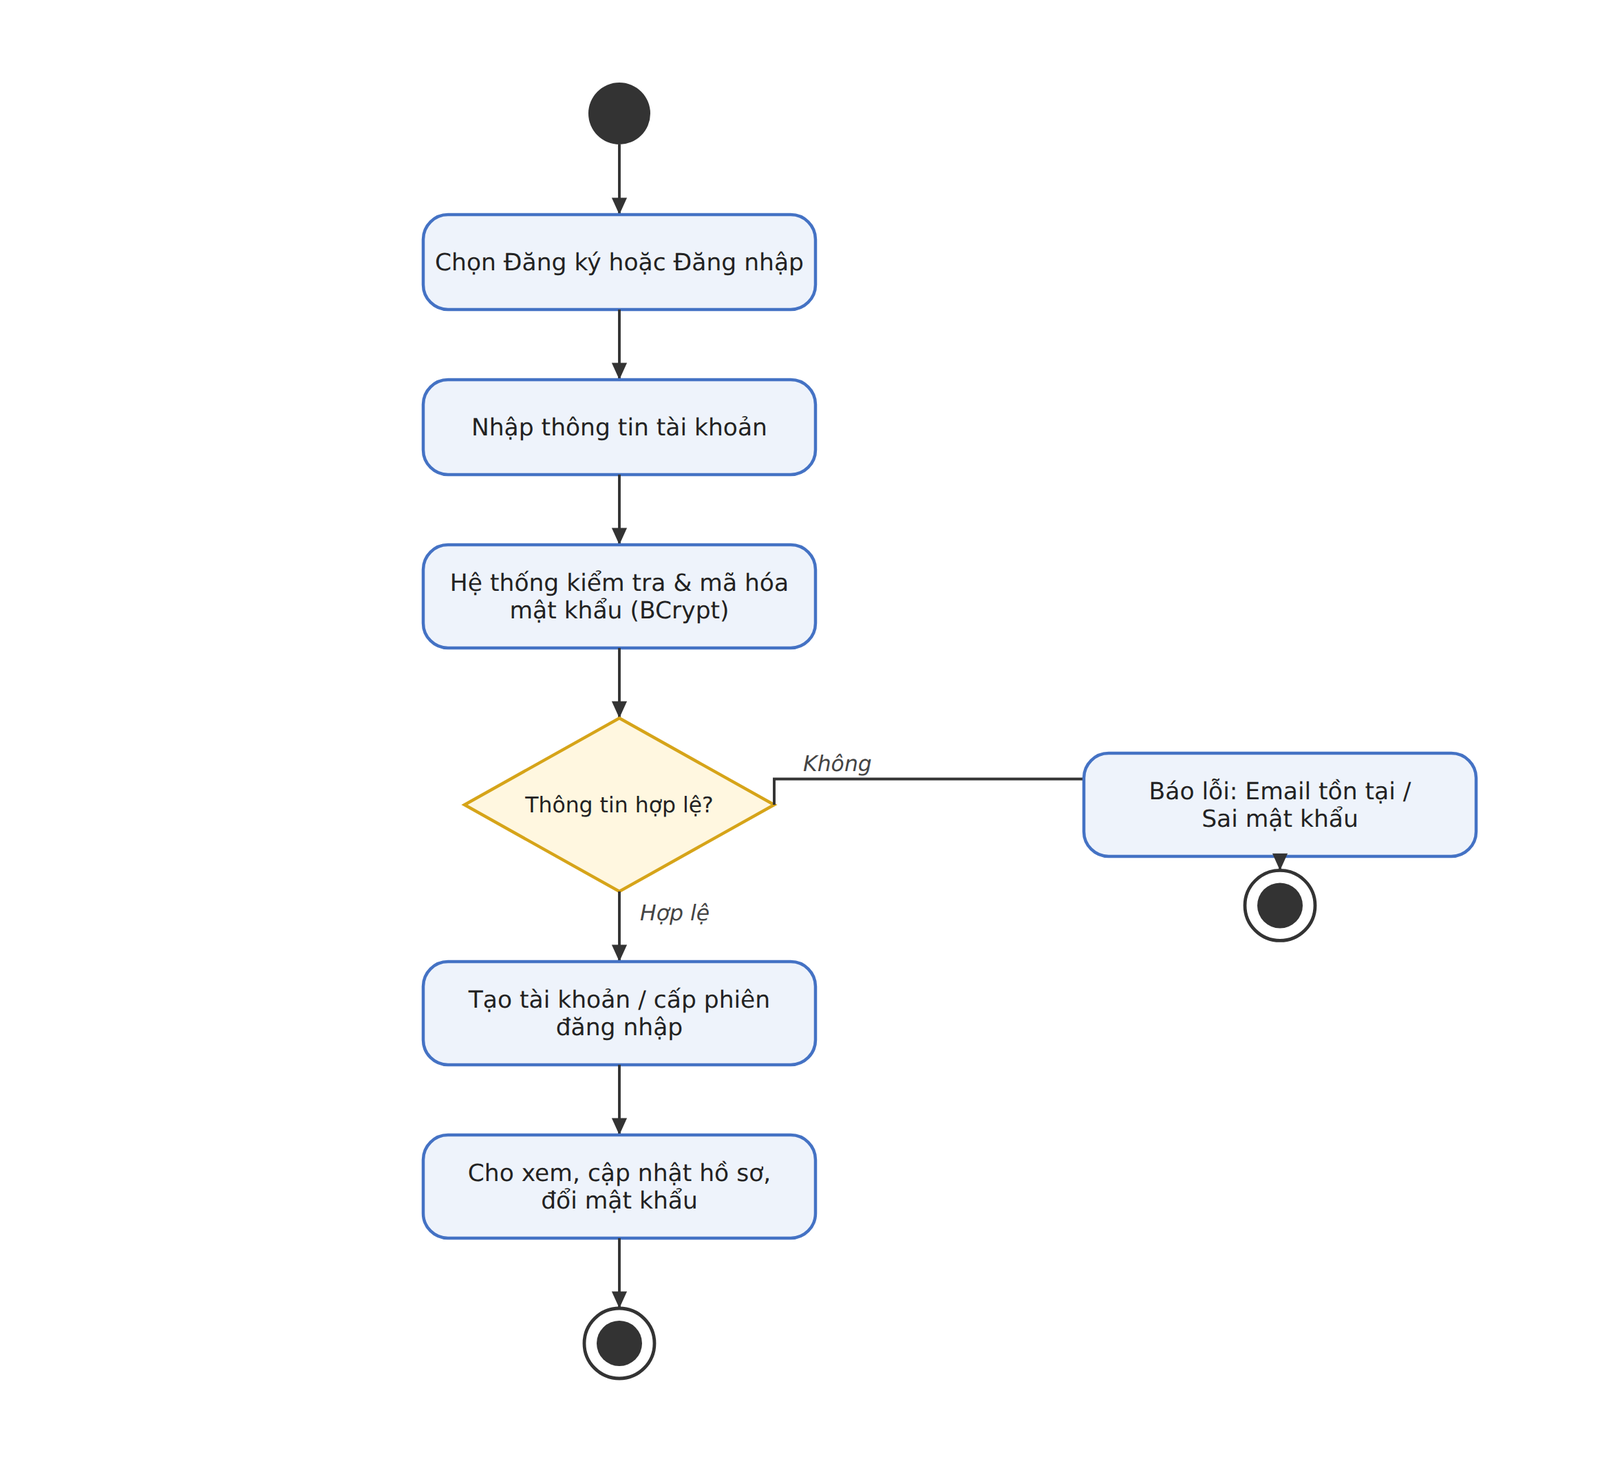 Chọn Đăng ký hoặc Đăng nhập
Nhập thông tin tài khoản
Hệ thống kiểm tra & mã hóa
mật khẩu (BCrypt)
Thông tin hợp lệ?
Không
Báo lỗi: Email tồn tại /
Sai mật khẩu
Hợp lệ
Tạo tài khoản / cấp phiên
đăng nhập
Cho xem, cập nhật hồ sơ,
đổi mật khẩu